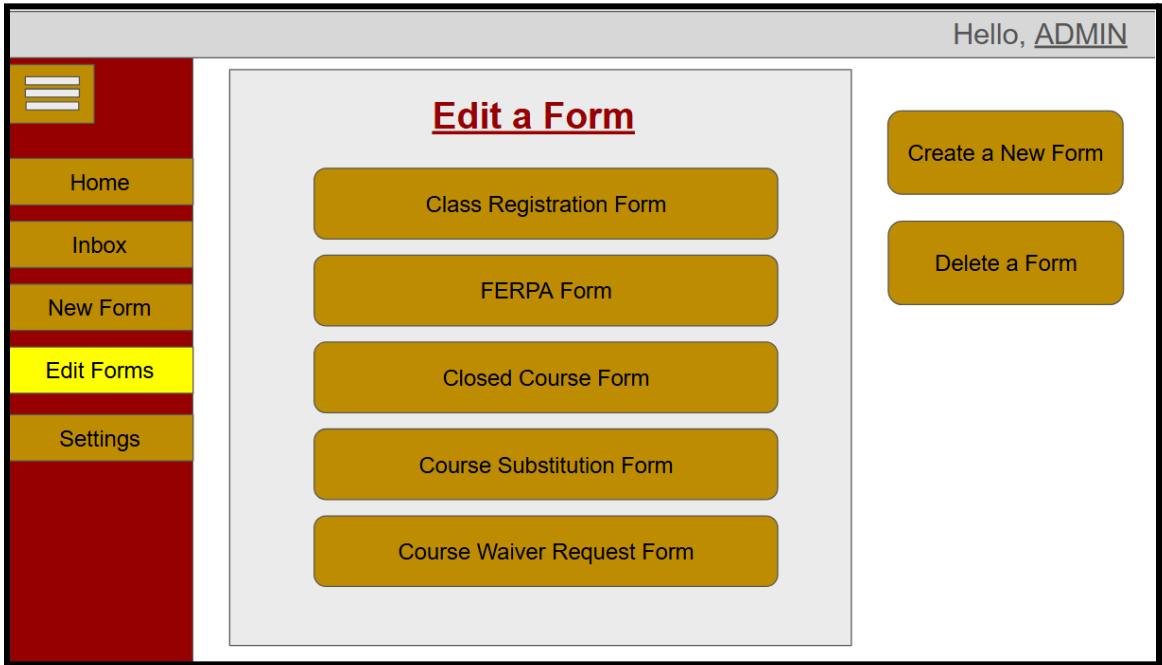 Hello, ADMIN
Home
Inbox
New Form
Edit Forms
Settings
Edit a Form
Class Registration Form
FERPA Form
Closed Course Form
Course Substitution Form
Course Waiver Request Form
Create a New Form
Delete a Form